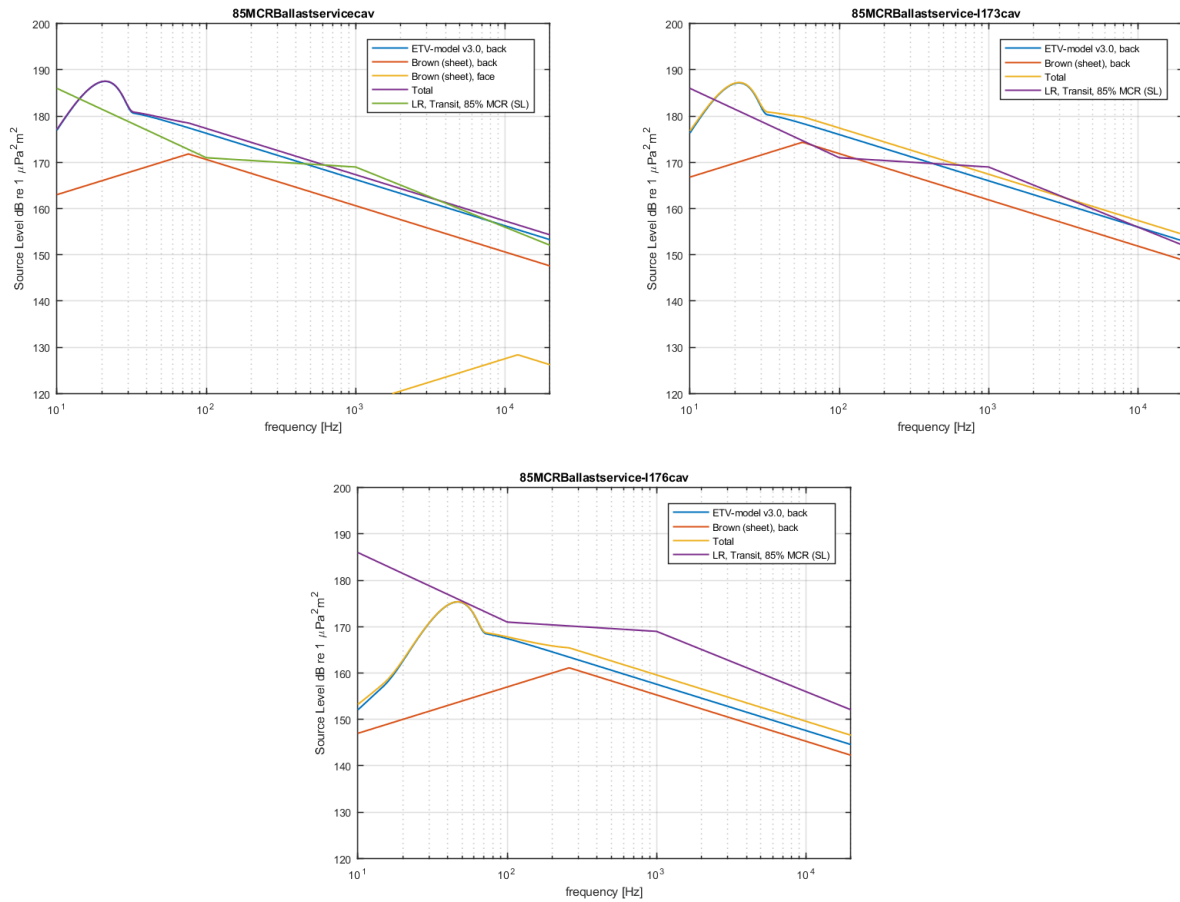 85MCRBallastservicecav
200
190
180
170
160
150
140
130
120
Source Level dB re 1 μPa²m²
10¹
10²
10³
10⁴
frequency [Hz]
ETV-model v3.0, back
Brown (sheet), back
Brown (sheet), face
Total
LR, Transit, 85% MCR (SL)
85MCRBallastservice-I173cav
200
190
180
170
160
150
140
130
120
Source Level dB re 1 μPa²m²
10¹
10²
10³
10⁴
frequency [Hz]
ETV-model v3.0, back
Brown (sheet), back
Total
LR, Transit, 85% MCR (SL)
85MCRBallastservice-I176cav
200
190
180
170
160
150
140
130
120
Source Level dB re 1 μPa²m²
10¹
10²
10³
10⁴
frequency [Hz]
ETV-model v3.0, back
Brown (sheet), back
Total
LR, Transit, 85% MCR (SL)